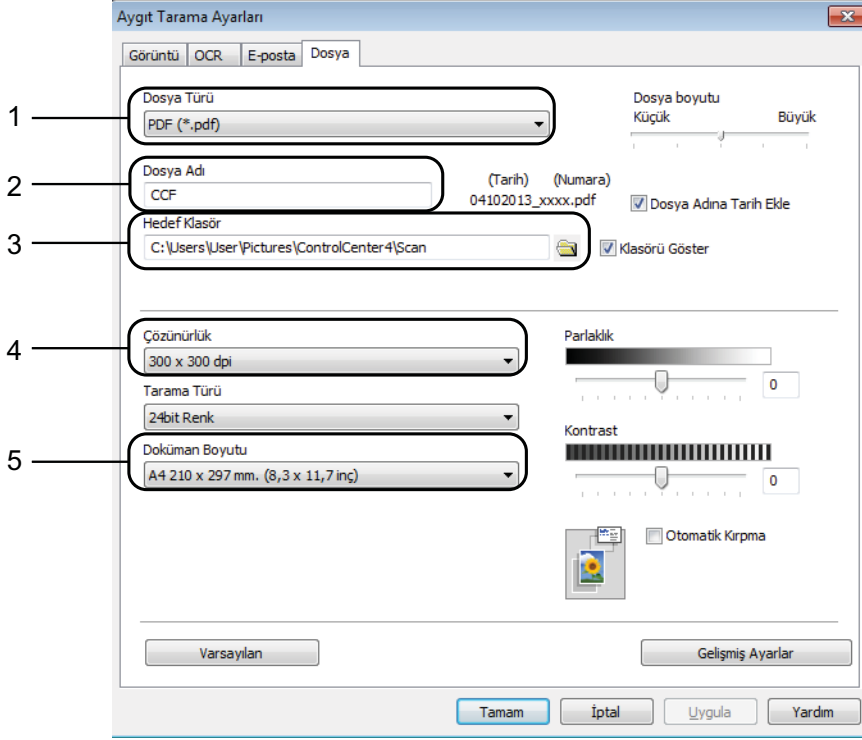 Aygıt Tarama Ayarları
Görüntü OCR E-posta Dosya
1
Dosya Türü
PDF (*.pdf)
Dosya boyutu
Küçük Büyük
2
Dosya Adı
CCF
(Tarih) (Numara)
04102013_xxxx.pdf
Dosya Adına Tarih Ekle
3
Hedef Klasör
C:\Users\User\Pictures\ControlCenter4\Scan
Klasörü Göster
4
Çözünürlük
300 x 300 dpi
Parlaklık
0
Tarama Türü
24bit Renk
Kontrast
0
5
Doküman Boyutu
A4 210 x 297 mm. (8,3 x 11,7 inç)
Otomatik Kırpma
Varsayılan Gelişmiş Ayarlar
Tamam İptal Uygula Yardım